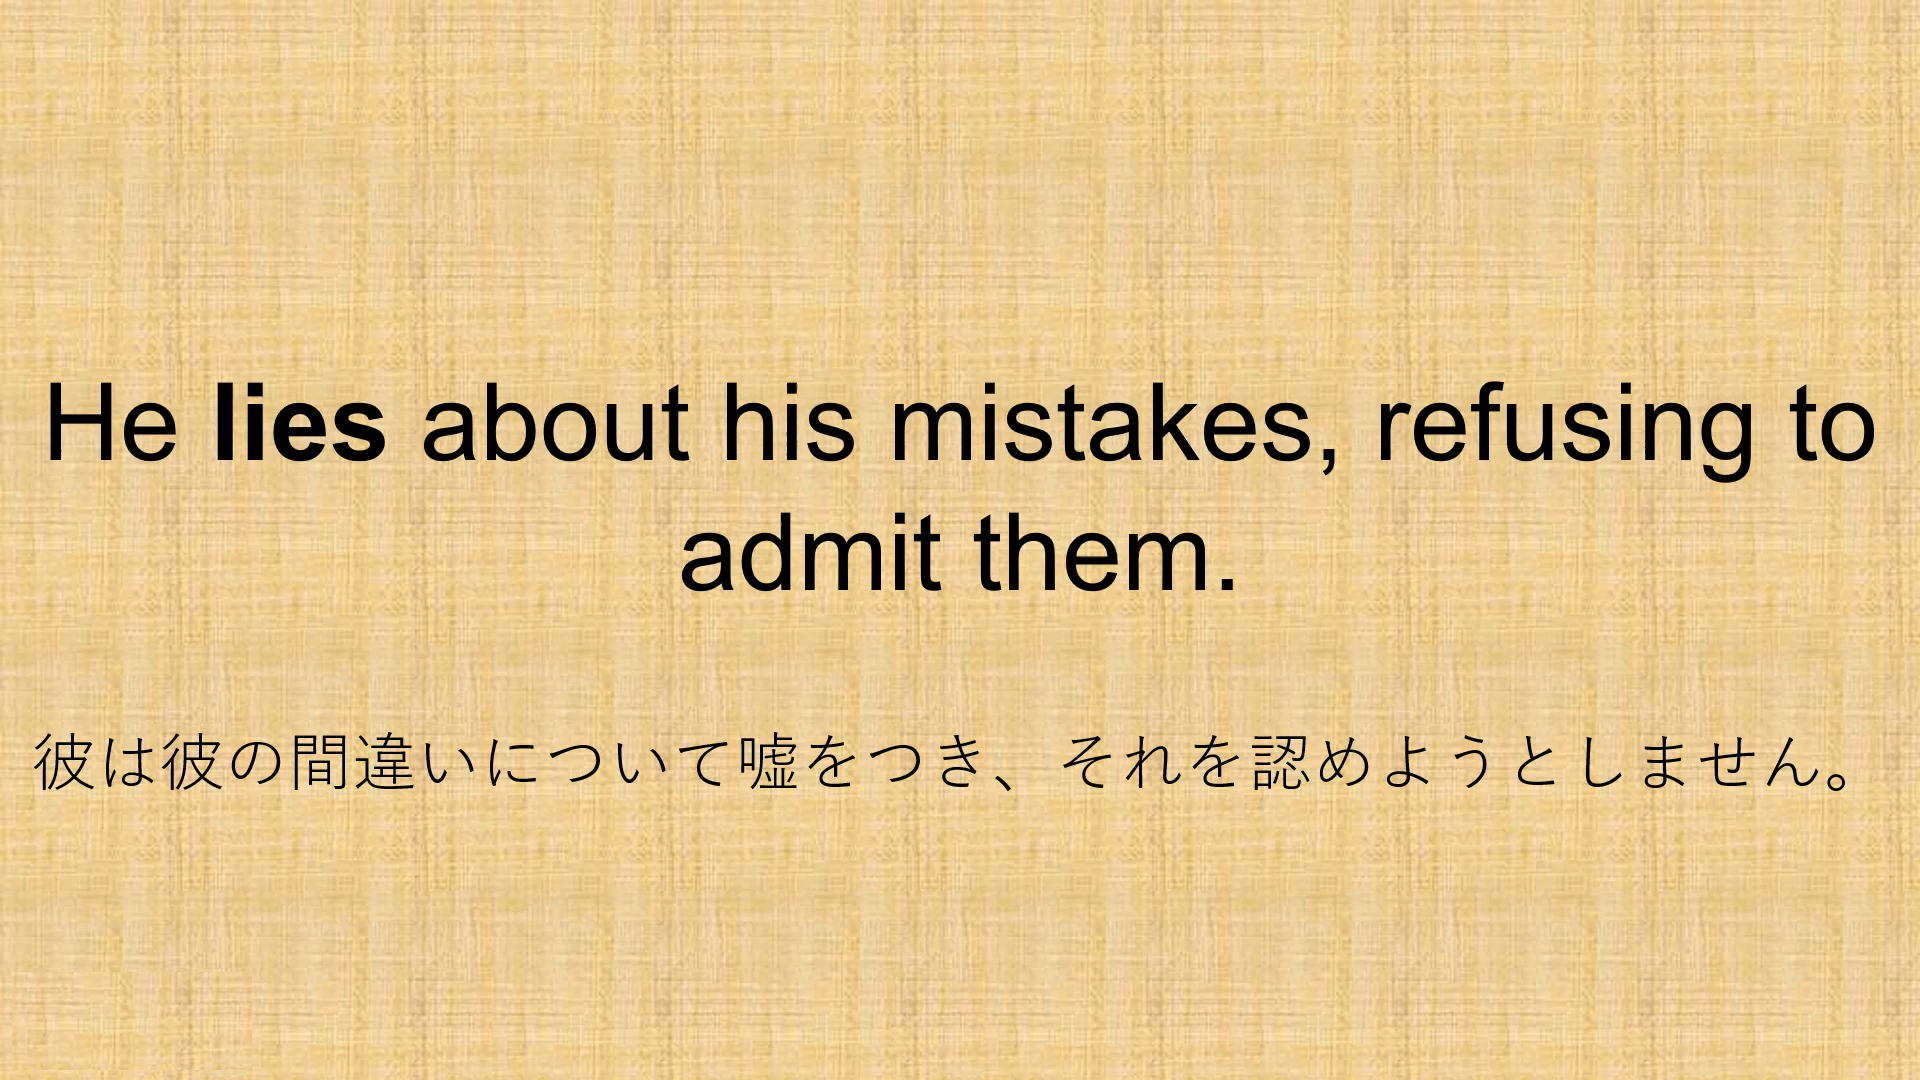 He lies about his mistakes, refusing to
admit them.
彼は彼の間違いについて嘘をつき、それを認めようとしません。